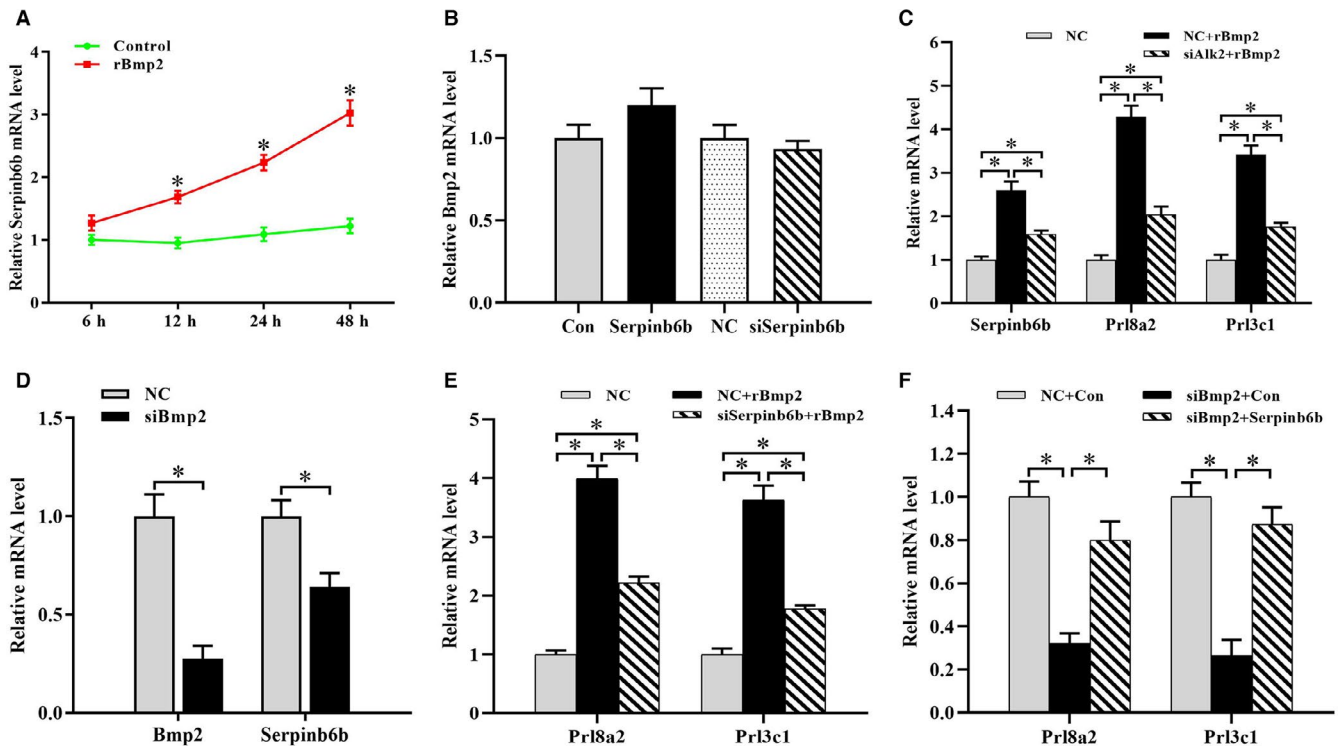 A
Control
rBmp2
Relative Serpinb6b mRNA level
4
3
2
1
0
*
*
*
6 h 12 h 24 h 48 h
B
Relative Bmp2 mRNA level
1.5
1.0
0.5
0.0
Con Serpinb6b NC siSerpinb6b
C
NC NC+rBmp2
siAlk2+rBmp2
Relative mRNA level
6
5
4
3
2
1
0
*
* *
*
* *
*
* *
Serpinb6b Prl8a2 Prl3c1
D
NC
siBmp2
Relative mRNA level
1.5
1.0
0.5
0.0
* *
Bmp2 Serpinb6b
E
NC NC+rBmp2
siSerpinb6b+rBmp2
Relative mRNA level
5
4
3
2
1
0
*
* *
*
* *
Prl8a2 Prl3c1
F
NC+Con siBmp2+Con
siBmp2+Serpinb6b
Relative mRNA level
1.4
1.2
1.0
0.8
0.6
0.4
0.2
0.0
* * * *
Prl8a2 Prl3c1